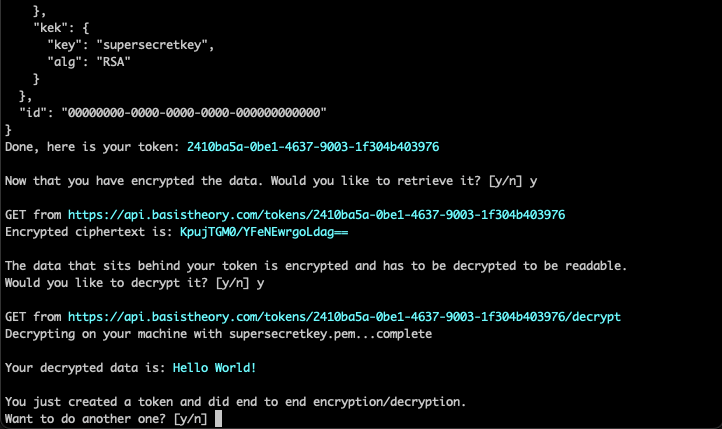 },
"kek": {
"key": "supersecretkey",
"alg": "RSA"
}
},
"id": "00000000-0000-0000-0000-000000000000"
}
Done, here is your token: 2410ba5a-0be1-4637-9003-1f304b403976
Now that you have encrypted the data. Would you like to retrieve it? [y/n] y
GET from https://api.basistheory.com/tokens/2410ba5a-0be1-4637-9003-1f304b403976
Encrypted ciphertext is: KpujTGM0/YFeNEwrgoLdag==
The data that sits behind your token is encrypted and has to be decrypted to be readable.
Would you like to decrypt it? [y/n] y
GET from https://api.basistheory.com/tokens/2410ba5a-0be1-4637-9003-1f304b403976/decrypt
Decrypting on your machine with supersecretkey.pem...complete
Your decrypted data is: Hello World!
You just created a token and did end to end encryption/decryption.
Want to do another one? [y/n]